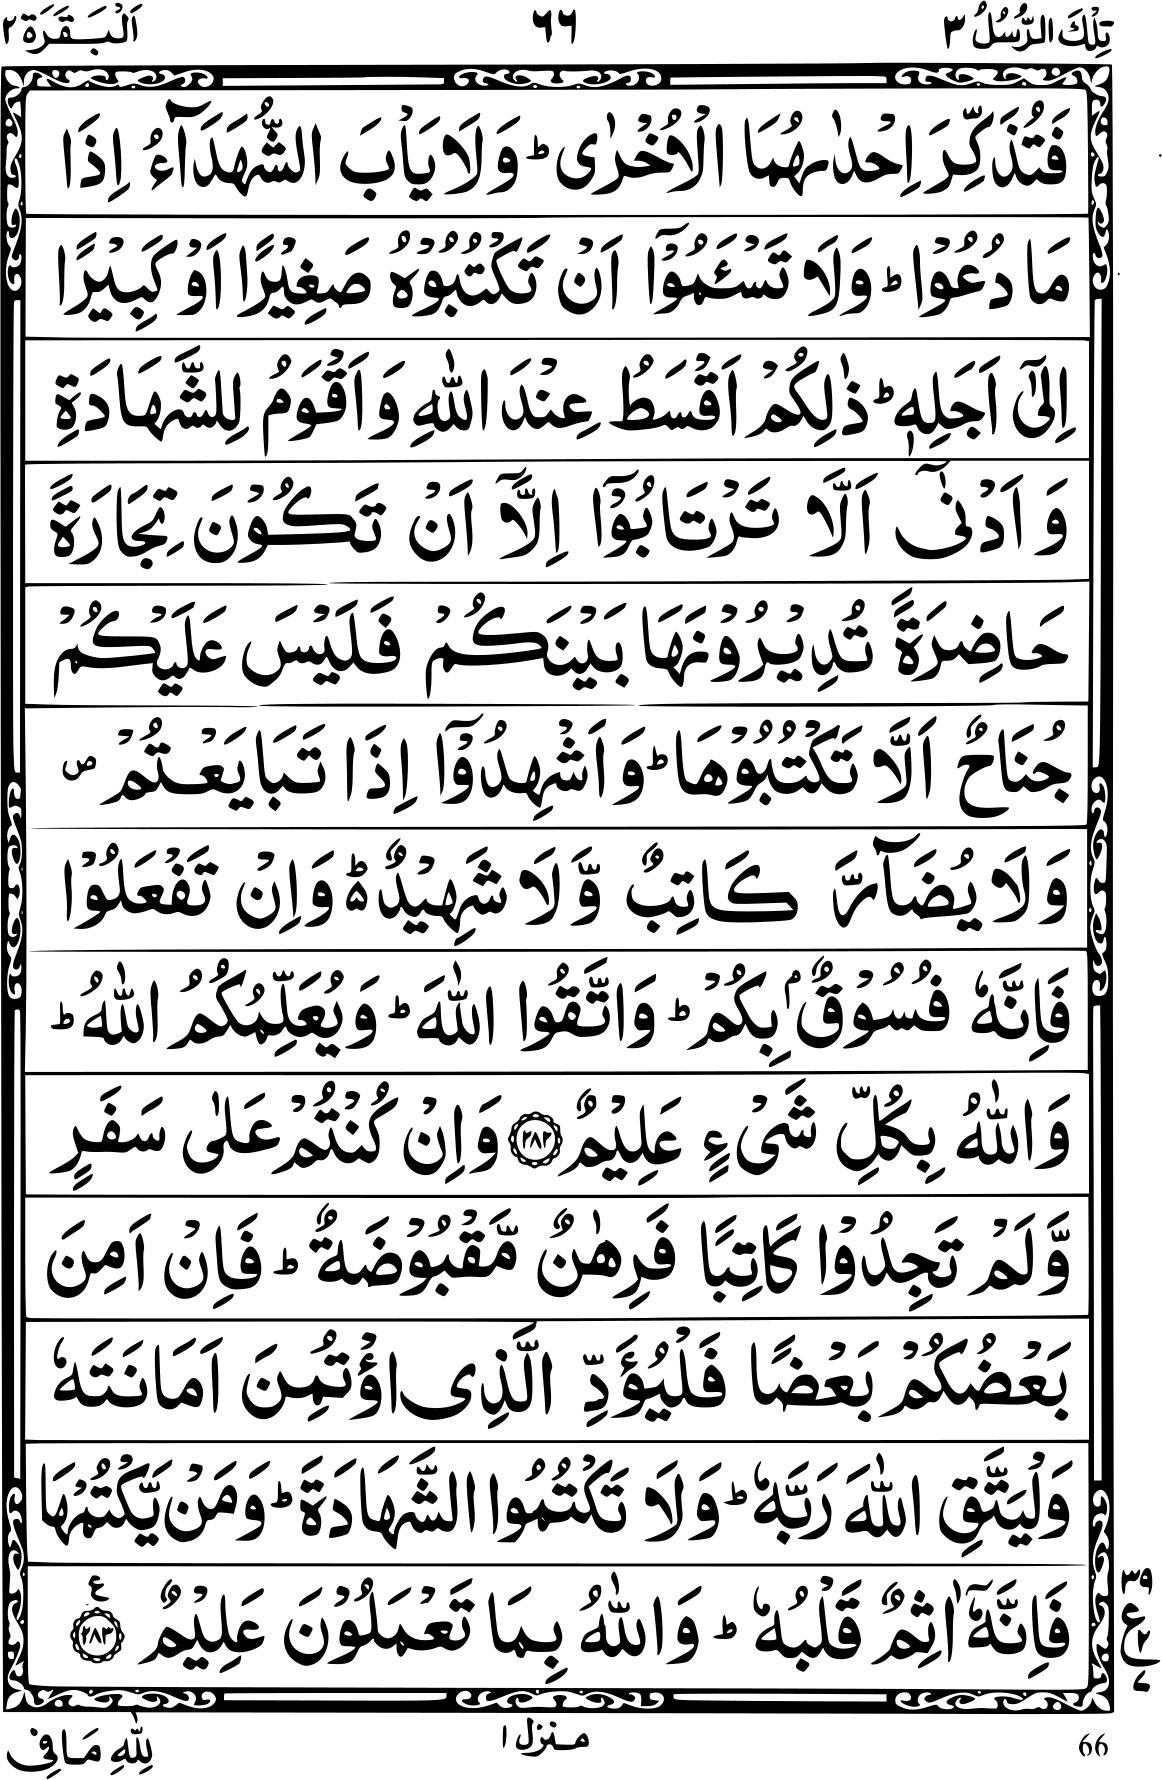 تِلْكَ الرُّسُلُ ٣ ٦٦ اَلْبَقَرَة ٢
فَتُذَكِّرَ اِحْدٰىهُمَا الْاُخْرٰى ؕ وَلَا يَاْبَ الشُّهَدَآءُ اِذَا
مَا دُعُوْا ؕ وَلَا تَسْـَٔمُوْٓا اَنْ تَكْتُبُوْهُ صَغِيْرًا اَوْ كَبِيْرًا
اِلٰٓى اَجَلِهٖ ؕ ذٰلِكُمْ اَقْسَطُ عِنْدَ اللّٰهِ وَاَقْوَمُ لِلشَّهَادَةِ
وَ اَدْنٰىٓ اَلَّا تَرْتَابُوْٓا اِلَّآ اَنْ تَكُوْنَ تِجَارَةً
حَاضِرَةً تُدِيْرُوْنَهَا بَيْنَكُمْ فَلَيْسَ عَلَيْكُمْ
جُنَاحٌ اَلَّا تَكْتُبُوْهَا ؕ وَاَشْهِدُوْٓا اِذَا تَبَايَعْتُمْ ص
وَلَا يُضَآرَّ كَاتِبٌ وَّلَا شَهِيْدٌ ۬ؕ وَاِنْ تَفْعَلُوْا
فَاِنَّهٗ فُسُوْقٌۢ بِكُمْ ؕ وَاتَّقُوا اللّٰهَ ؕ وَيُعَلِّمُكُمُ اللّٰهُ ؕ
وَاللّٰهُ بِكُلِّ شَىْءٍ عَلِيْمٌ ﴿٢٨٢﴾ وَاِنْ كُنْتُمْ عَلٰى سَفَرٍ
وَّلَمْ تَجِدُوْا كَاتِبًا فَرِهٰنٌ مَّقْبُوْضَةٌ ؕ فَاِنْ اَمِنَ
بَعْضُكُمْ بَعْضًا فَلْيُؤَدِّ الَّذِى اؤْتُمِنَ اَمَانَتَهٗ
وَلْيَتَّقِ اللّٰهَ رَبَّهٗ ؕ وَلَا تَكْتُمُوا الشَّهَادَةَ ؕ وَمَنْ يَّكْتُمْهَا
فَاِنَّهٗٓ اٰثِمٌ قَلْبُهٗ ؕ وَاللّٰهُ بِمَا تَعْمَلُوْنَ عَلِيْمٌ ﴿٢٨٣﴾ ع
٣٩
ع ٢
٧
66 منزل ١ لِلّٰهِ مَا فِى